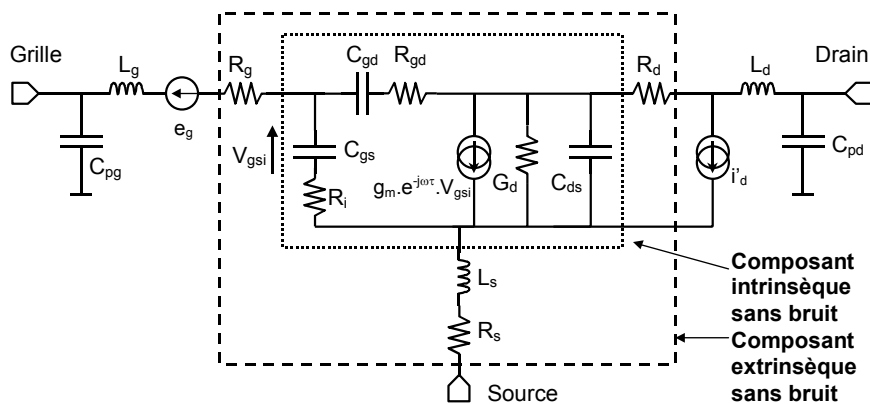 Grille
Drain
L_g
R_g
C_gd
R_gd
R_d
L_d
e_g
C_pg
V_gsi
C_gs
R_i
g_m.e^-jωτ.V_gsi
G_d
C_ds
i'_d
C_pd
L_s
R_s
Source
Composant
intrinsèque
sans bruit
Composant
extrinsèque
sans bruit